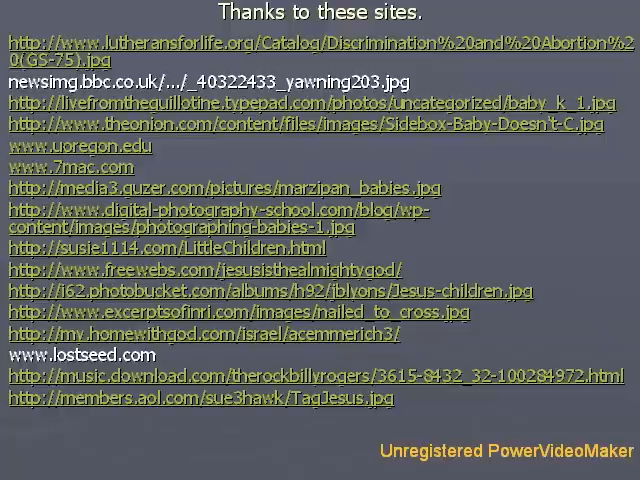 Thanks to these sites.
http://www.lutheransforlife.org/Catalog/Discrimination%20and%20Abortion%2
0(GS-75).jpg
newsimg.bbc.co.uk/.../_40322433_yawning203.jpg
http://livefromtheguillotine.typepad.com/photos/uncategorized/baby_k_1.jpg
http://www.theonion.com/content/files/images/Sidebox-Baby-Doesn't-C.jpg
www.uoregon.edu
www.7mac.com
http://media3.guzer.com/pictures/marzipan_babies.jpg
http://www.digital-photography-school.com/blog/wp-
content/images/photographing-babies-1.jpg
http://susie1114.com/LittleChildren.html
http://www.freewebs.com/jesusisthealmightygod/
http://i62.photobucket.com/albums/h92/jblyons/Jesus-children.jpg
http://www.excerptsofinri.com/images/nailed_to_cross.jpg
http://my.homewithgod.com/israel/acemmerich3/
www.lostseed.com
http://music.download.com/therockbillyrogers/3615-8432_32-100284972.html
http://members.aol.com/sue3hawk/TagJesus.jpg
Unregistered PowerVideoMaker